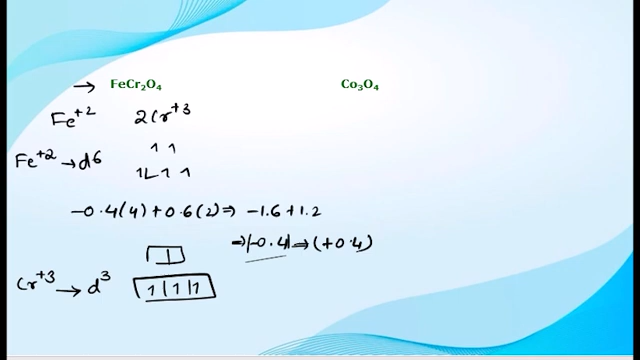 → FeCr₂O₄ Co₃O₄
Fe⁺² 2Cr⁺³
Fe⁺² → d6
1 1
1L 1 1
-0.4(4) + 0.6(2) ⇒ -1.6 + 1.2
⇒ |-0.4| ⇒ (+0.4)
Cr⁺³ → d³
1|1|1